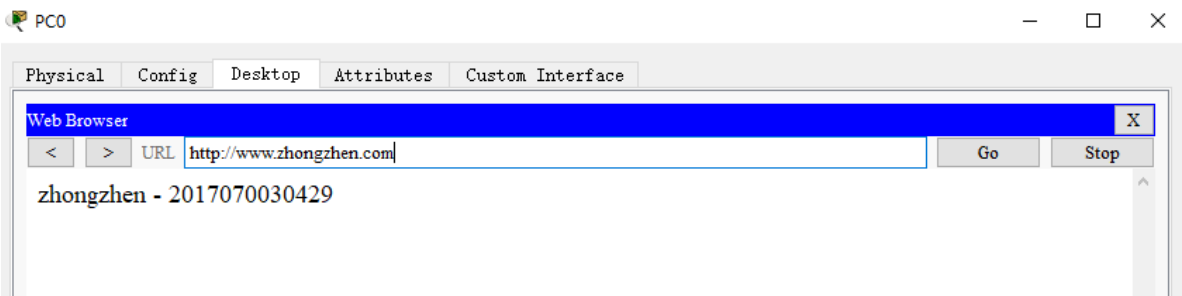 PC0
Physical Config Desktop Attributes Custom Interface
Web Browser X
< > URL http://www.zhongzhen.com Go Stop
zhongzhen - 2017070030429